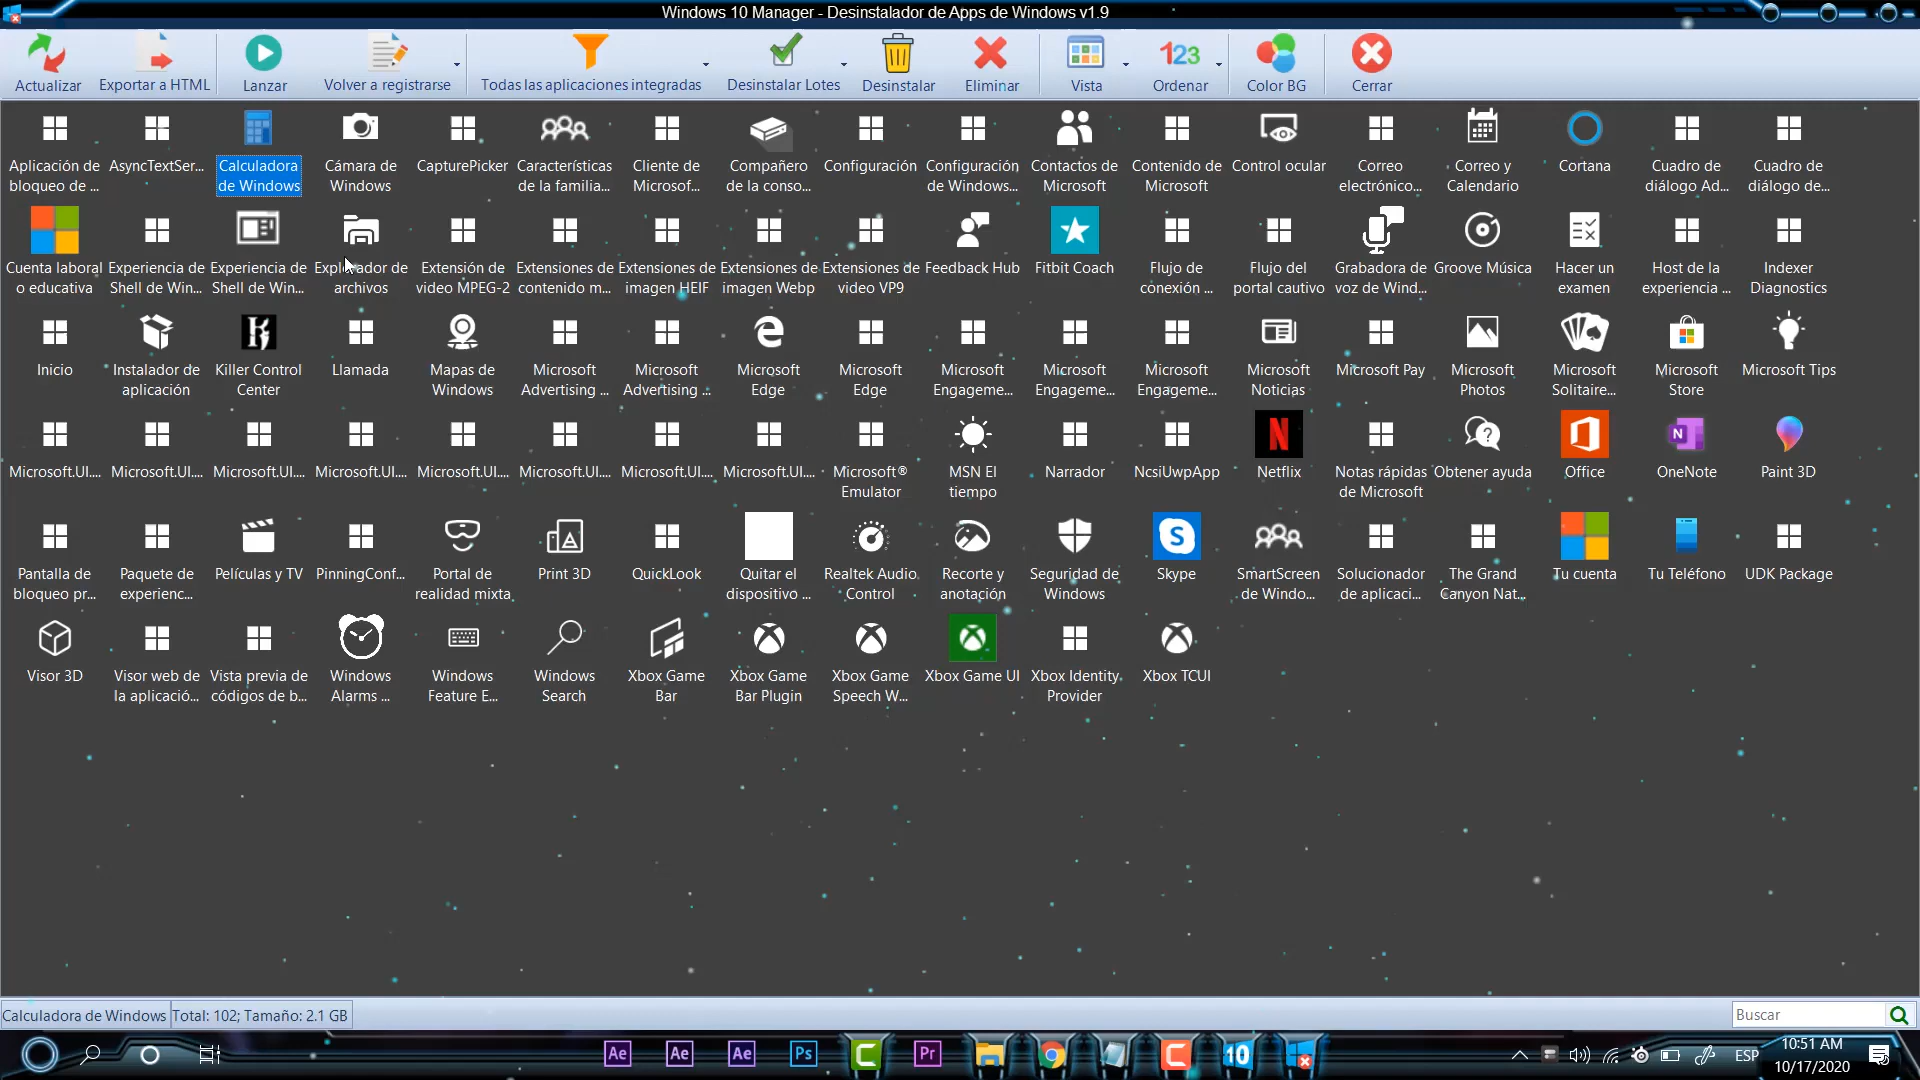 Windows 10 Manager - Desinstalador de Apps de Windows v1.9
Actualizar Exportar a HTML Lanzar Volver a registrarse Todas las aplicaciones integradas Desinstalar Lotes Desinstalar Eliminar Vista 123 Ordenar Color BG Cerrar
Aplicación de AsyncTextSer... Calculadora Cámara de CapturePicker Características Cliente de Compañero Configuración Configuración Contactos de Contenido de Control ocular Correo Correo y Cortana Cuadro de Cuadro de
bloqueo de ... de Windows Windows de la familia... Microsof... de la conso... de Windows... Microsoft Microsoft electrónico... Calendario diálogo Ad... diálogo de...
Cuenta laboral Experiencia de Experiencia de Explorador de Extensión de Extensiones de Extensiones de Extensiones de Extensiones de Feedback Hub Fitbit Coach Flujo de Flujo del Grabadora de Groove Música Hacer un Host de la Indexer
o educativa Shell de Win... Shell de Win... archivos video MPEG-2 contenido m... imagen HEIF imagen Webp video VP9 conexión ... portal cautivo voz de Wind... examen experiencia ... Diagnostics
Inicio Instalador de Killer Control Llamada Mapas de Microsoft Microsoft Microsoft Microsoft Microsoft Microsoft Microsoft Microsoft Microsoft Pay Microsoft Microsoft Microsoft Microsoft Tips
aplicación Center Windows Advertising ... Advertising ... Edge Edge Engageme... Engageme... Engageme... Noticias Photos Solitaire... Store
Microsoft.UI.... Microsoft.UI.... Microsoft.UI.... Microsoft.UI.... Microsoft.UI.... Microsoft.UI.... Microsoft.UI.... Microsoft.UI.... Microsoft® MSN El Narrador NcsiUwpApp Netflix Notas rápidas Obtener ayuda Office OneNote Paint 3D
Emulator tiempo de Microsoft
Pantalla de Paquete de Películas y TV PinningConf... Portal de Print 3D QuickLook Quitar el Realtek Audio Recorte y Seguridad de Skype SmartScreen Solucionador The Grand Tu cuenta Tu Teléfono UDK Package
bloqueo pr... experienc... realidad mixta dispositivo ... Control anotación Windows de Windo... de aplicaci... Canyon Nat...
Visor 3D Visor web de Vista previa de Windows Windows Windows Xbox Game Xbox Game Xbox Game Xbox Game UI Xbox Identity Xbox TCUI
la aplicació... códigos de b... Alarms ... Feature E... Search Bar Bar Plugin Speech W... Provider
Calculadora de Windows Total: 102; Tamaño: 2.1 GB Buscar
Ae Ae Ae Ps C Pr C 10 ESP 10:51 AM
10/17/2020